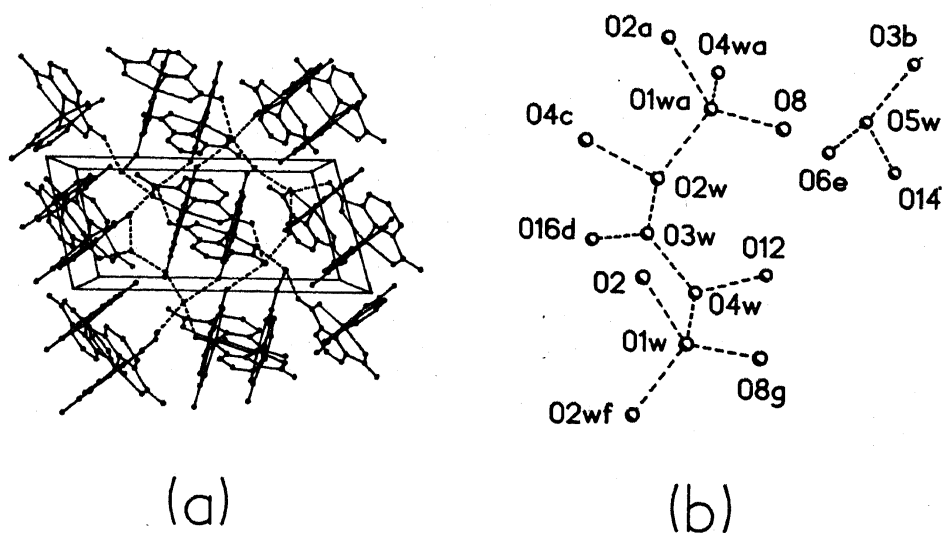 O2a
O4wa
O3b
O1wa
O8
O5w
O4c
O6e
O14
O2w
O16d
O3w
O12
O2
O4w
O1w
O8g
O2wf
(a)
(b)